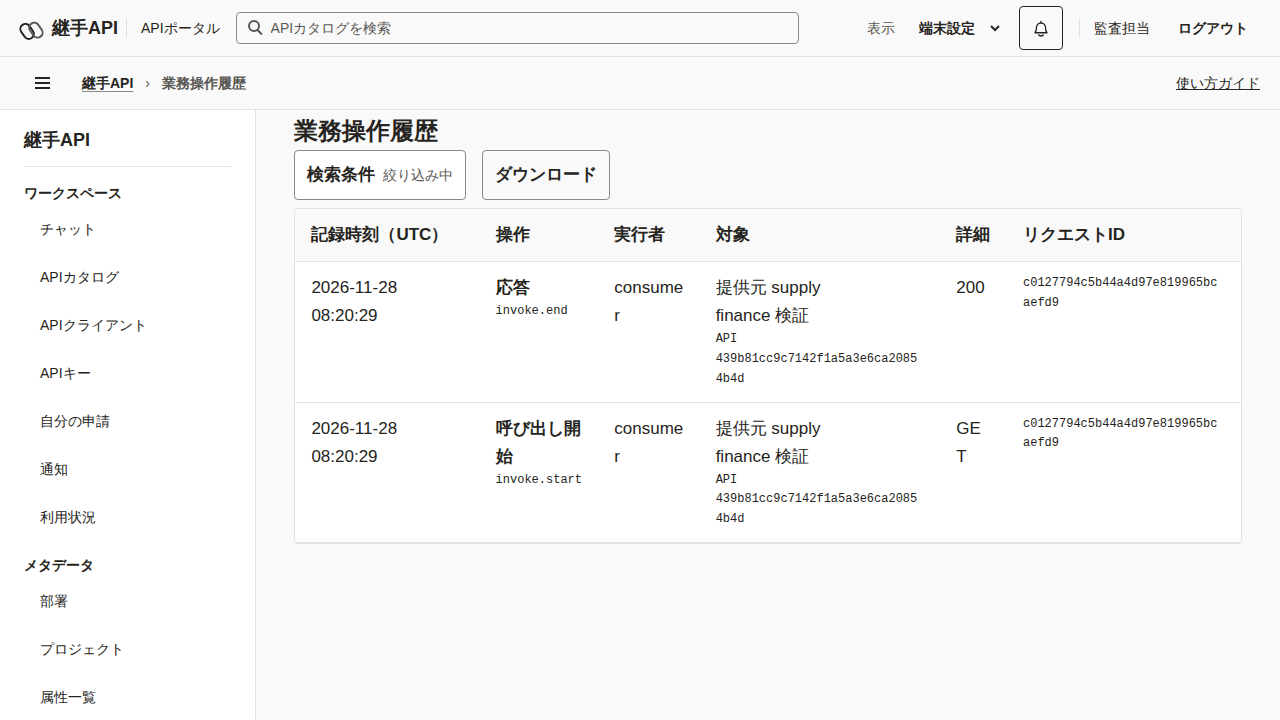 継手API
APIポータル
APIカタログを検索
表示
端末設定
監査担当
ログアウト
継手API › 業務操作履歴
使い方ガイド
継手API
ワークスペース
チャット
APIカタログ
APIクライアント
APIキー
自分の申請
通知
利用状況
メタデータ
部署
プロジェクト
属性一覧
業務操作履歴
検索条件 絞り込み中
ダウンロード
記録時刻（UTC） 操作 実行者 対象 詳細 リクエストID
2026-11-28
08:20:29
応答
invoke.end
consume
r
提供元 supply
finance 検証
API
439b81cc9c7142f1a5a3e6ca2085
4b4d
200
c0127794c5b44a4d97e819965bc
aefd9
2026-11-28
08:20:29
呼び出し開
始
invoke.start
consume
r
提供元 supply
finance 検証
API
439b81cc9c7142f1a5a3e6ca2085
4b4d
GE
T
c0127794c5b44a4d97e819965bc
aefd9